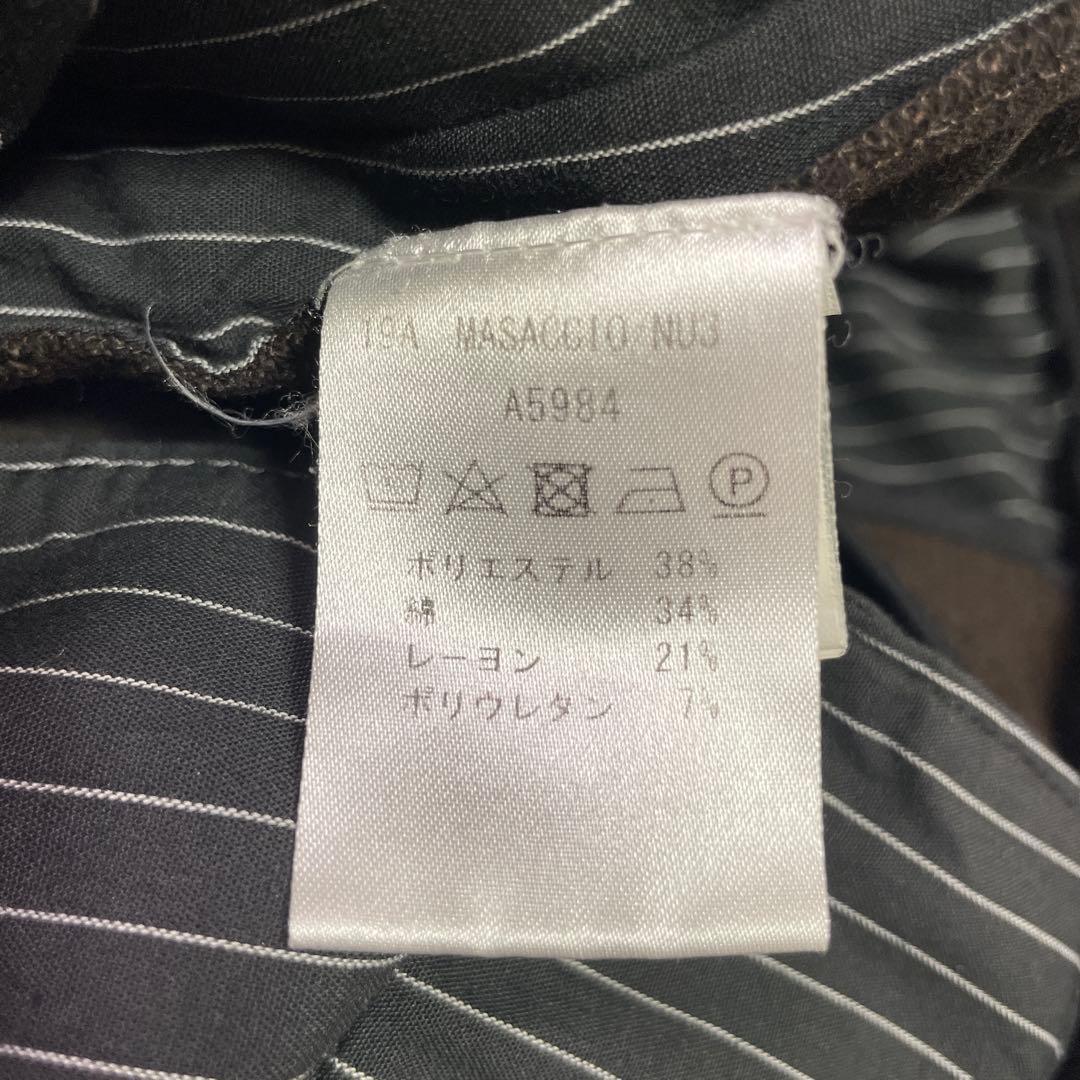 19A MASACCIO NU3
A5984
P
ポリエステル 38%
綿 34%
レーヨン 21%
ポリウレタン 7%